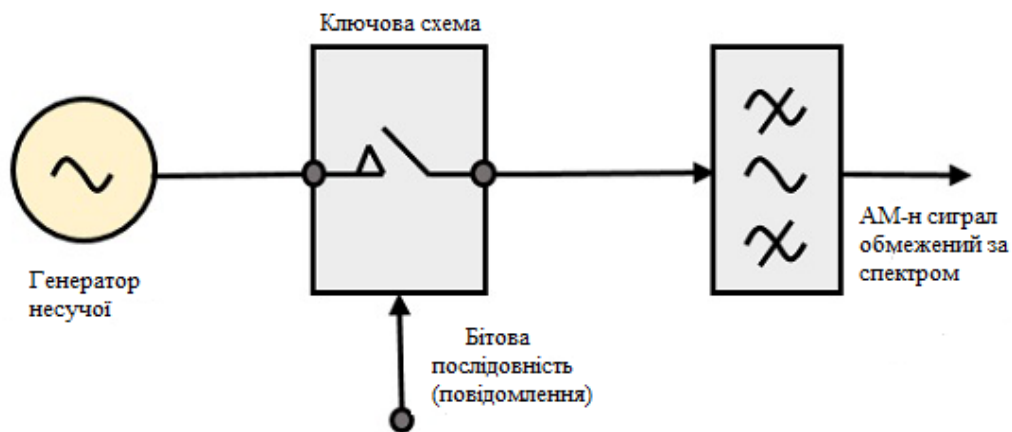 Ключова схема
Генератор
несучої
Бітова
послідовність
(повідомлення)
АМ-н сиграл
обмежений за
спектром